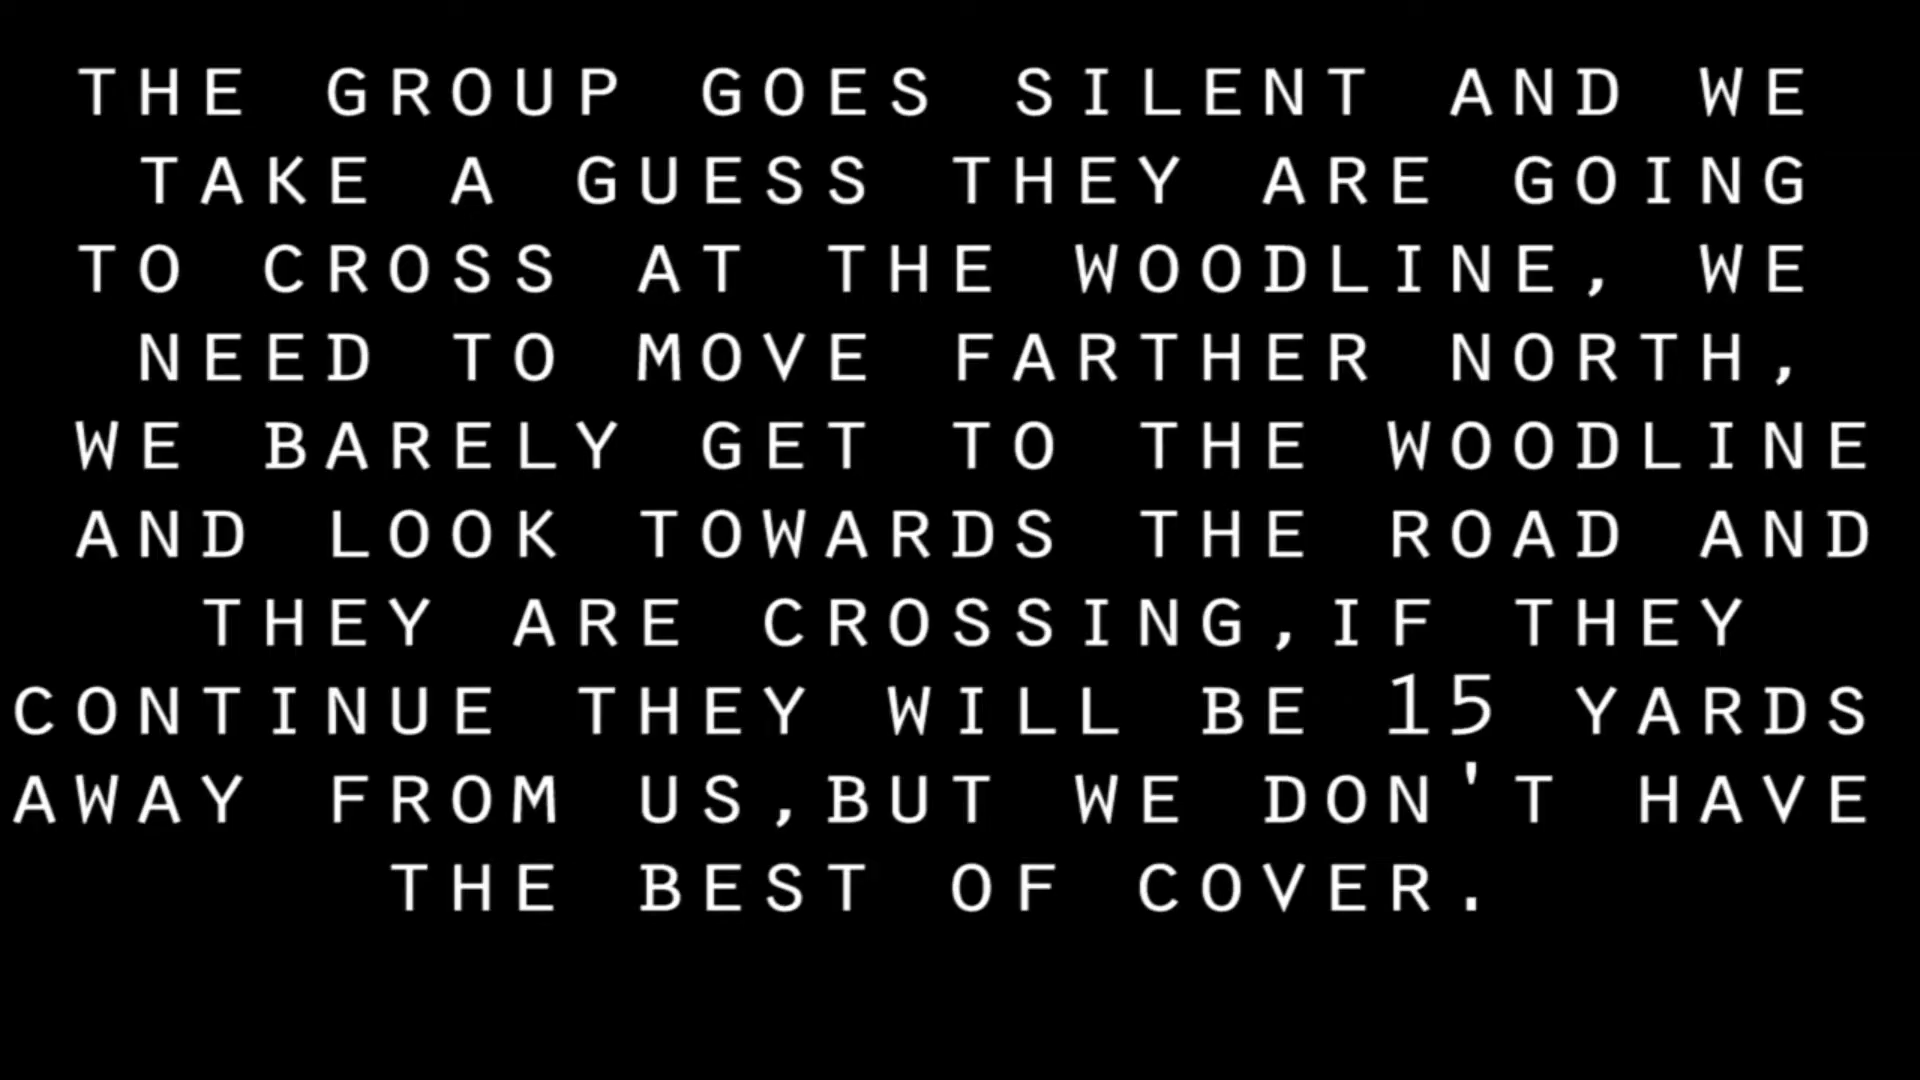 THE GROUP GOES SILENT AND WE
TAKE A GUESS THEY ARE GOING
TO CROSS AT THE WOODLINE, WE
NEED TO MOVE FARTHER NORTH,
WE BARELY GET TO THE WOODLINE
AND LOOK TOWARDS THE ROAD AND
THEY ARE CROSSING,IF THEY
CONTINUE THEY WILL BE 15 YARDS
AWAY FROM US,BUT WE DON'T HAVE
THE BEST OF COVER.